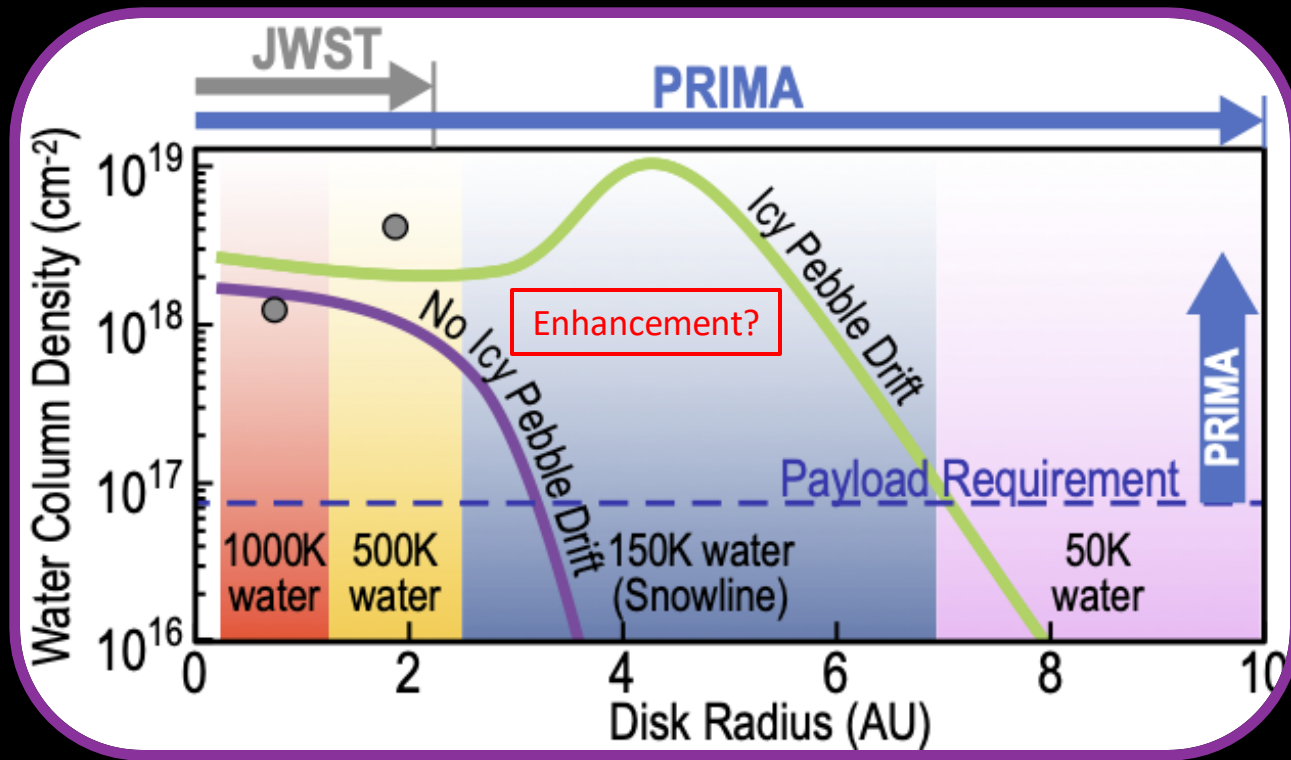 JWST
PRIMA
Water Column Density (cm-2)
10^19
10^18
10^17
10^16
Icy Pebble Drift
No Icy Pebble Drift
Enhancement?
Payload Requirement
PRIMA
1000K
water
500K
water
150K water
(Snowline)
50K
water
0
2
4
6
8
10
Disk Radius (AU)